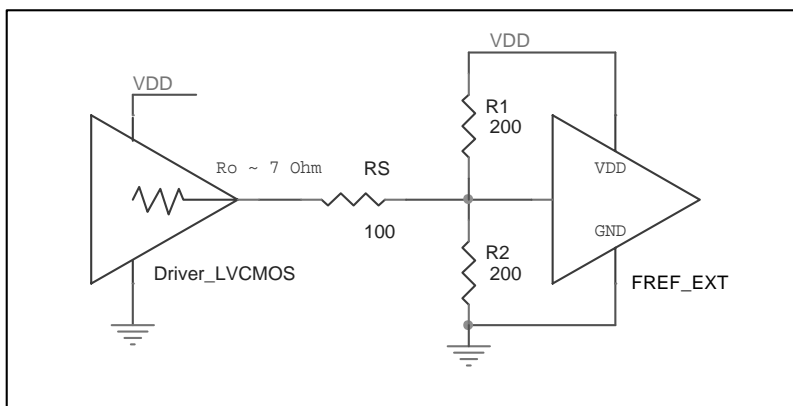 VDD
VDD
R1
200
Ro ~ 7 Ohm
RS
VDD
100
GND
R2
200
Driver_LVCMOS
FREF_EXT